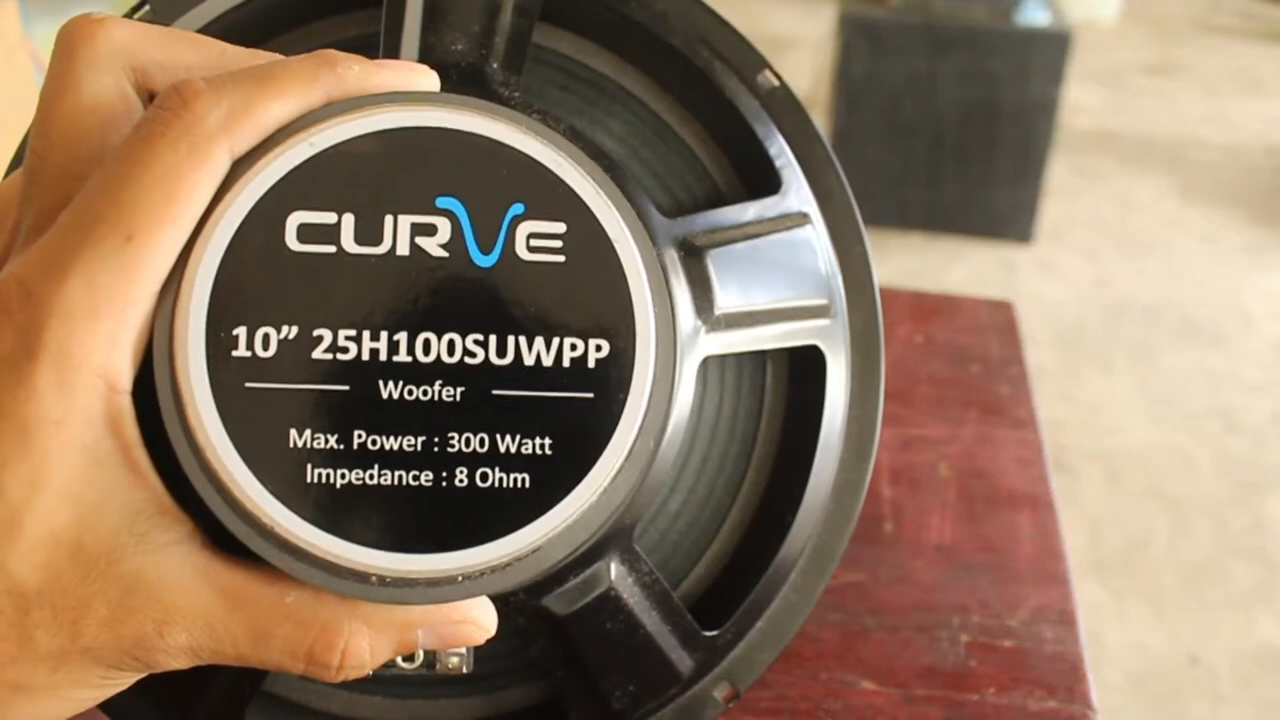 CURVE
10” 25H100SUWPP
Woofer
Max. Power : 300 Watt
Impedance : 8 Ohm